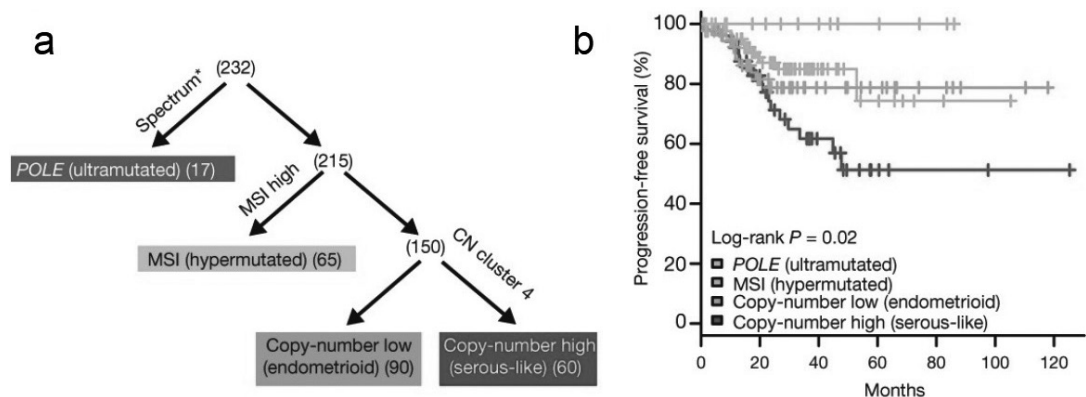 a
(232)
Spectrum*
POLE (ultramutated) (17)
(215)
MSI high
MSI (hypermutated) (65)
(150)
CN cluster 4
Copy-number low
(endometrioid) (90)
Copy-number high
(serous-like) (60)
b
Progression-free survival (%)
100
80
60
40
20
0
Log-rank P = 0.02
POLE (ultramutated)
MSI (hypermutated)
Copy-number low (endometrioid)
Copy-number high (serous-like)
0 20 40 60 80 100 120
Months